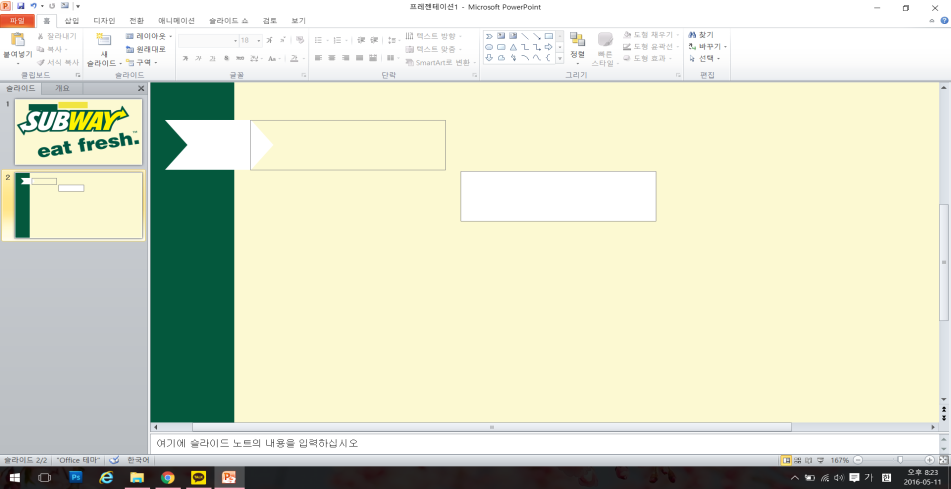 프레젠테이션1 - Microsoft PowerPoint
파일 홈 삽입 디자인 전환 애니메이션 슬라이드 쇼 검토 보기
붙여넣기
잘라내기
복사
서식 복사
클립보드
새 슬라이드
레이아웃
원래대로
구역
슬라이드
10
글꼴
텍스트 방향
텍스트 맞춤
SmartArt로 변환
단락
정렬
빠른 스타일
도형 채우기
도형 윤곽선
도형 효과
그리기
찾기
바꾸기
선택
편집
슬라이드 개요
1
SUBWAY
eat fresh.
2
여기에 슬라이드 노트의 내용을 입력하십시오
슬라이드 2/2 "Office 테마" 한국어 167%
가
오후 8:23
2016-05-11